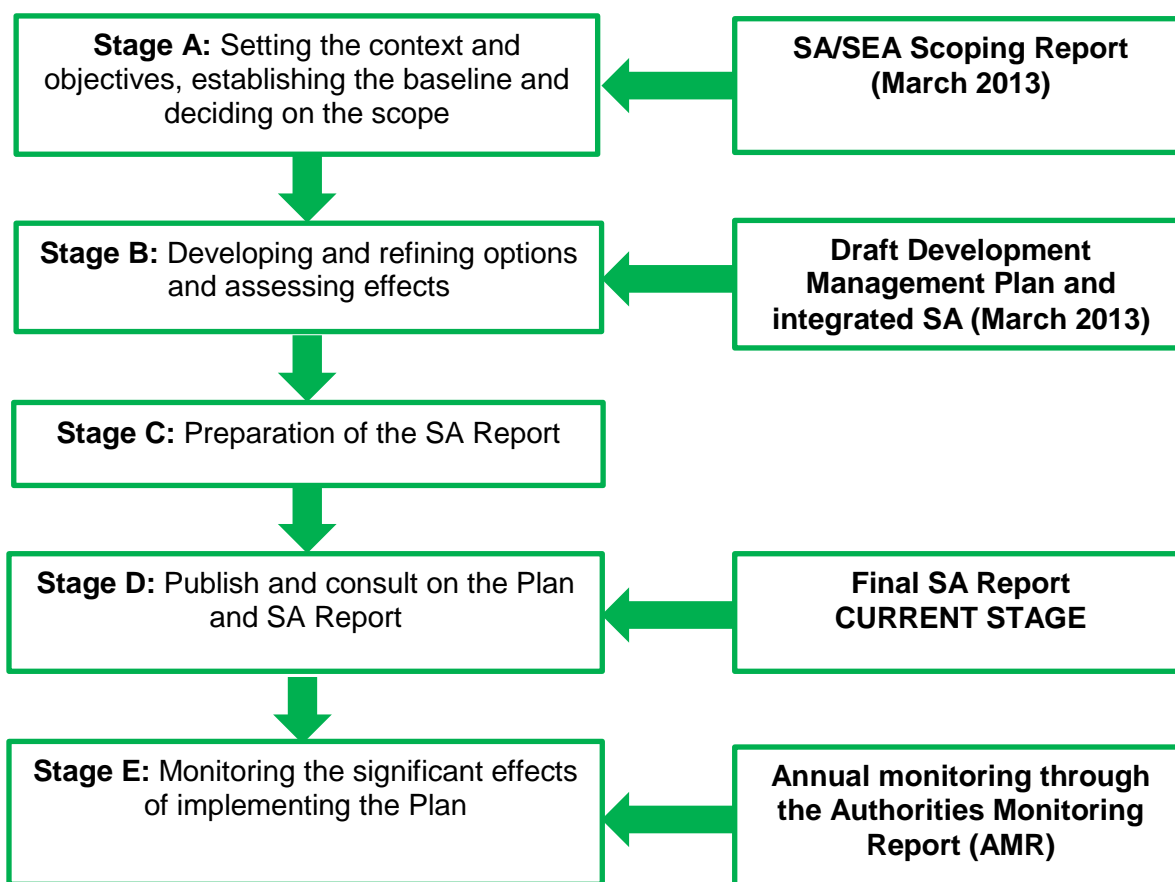 Stage A: Setting the context and
objectives, establishing the baseline and
deciding on the scope
SA/SEA Scoping Report
(March 2013)
Stage B: Developing and refining options
and assessing effects
Draft Development
Management Plan and
integrated SA (March 2013)
Stage C: Preparation of the SA Report
Stage D: Publish and consult on the Plan
and SA Report
Final SA Report
CURRENT STAGE
Stage E: Monitoring the significant effects
of implementing the Plan
Annual monitoring through
the Authorities Monitoring
Report (AMR)